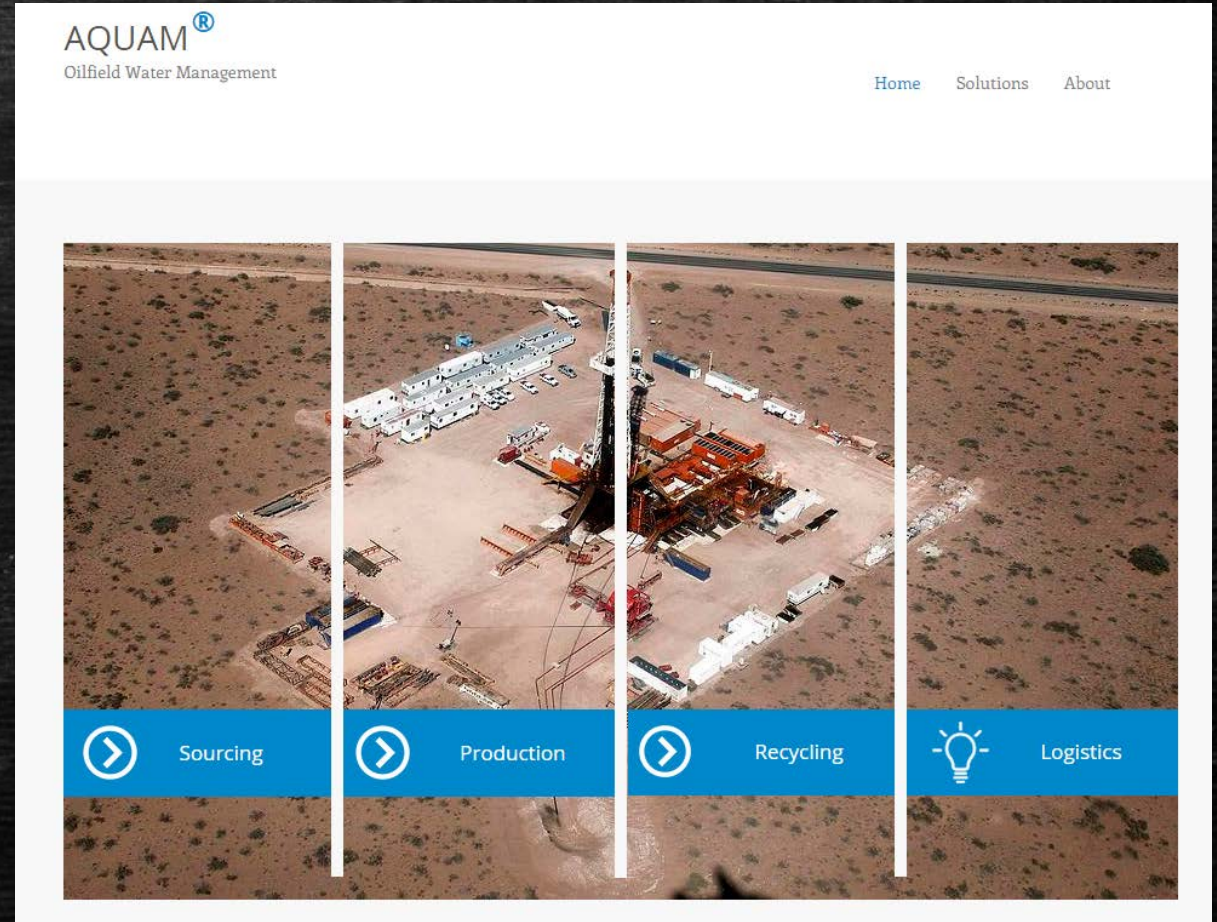 AQUAM®
Oilfield Water Management
Home Solutions About
Sourcing Production Recycling Logistics